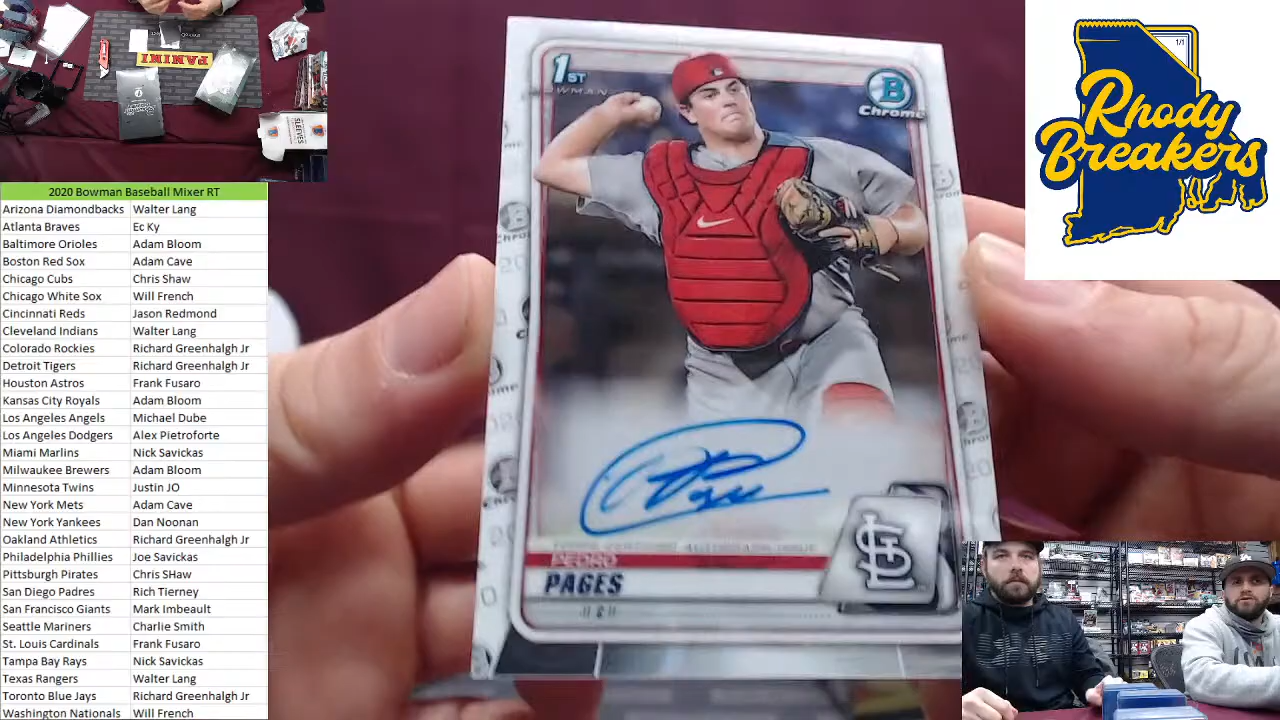 PANINI
2020 Bowman Baseball Mixer RT
Arizona Diamondbacks Walter Lang
Atlanta Braves Ec Ky
Baltimore Orioles Adam Bloom
Boston Red Sox Adam Cave
Chicago Cubs Chris Shaw
Chicago White Sox Will French
Cincinnati Reds Jason Redmond
Cleveland Indians Walter Lang
Colorado Rockies Richard Greenhalgh Jr
Detroit Tigers Richard Greenhalgh Jr
Houston Astros Frank Fusaro
Kansas City Royals Adam Bloom
Los Angeles Angels Michael Dube
Los Angeles Dodgers Alex Pietroforte
Miami Marlins Nick Savickas
Milwaukee Brewers Adam Bloom
Minnesota Twins Justin JO
New York Mets Adam Cave
New York Yankees Dan Noonan
Oakland Athletics Richard Greenhalgh Jr
Philadelphia Phillies Joe Savickas
Pittsburgh Pirates Chris SHaw
San Diego Padres Rich Tierney
San Francisco Giants Mark Imbeault
Seattle Mariners Charlie Smith
St. Louis Cardinals Frank Fusaro
Tampa Bay Rays Nick Savickas
Texas Rangers Walter Lang
Toronto Blue Jays Richard Greenhalgh Jr
Washington Nationals Will French
1ST
B
Chrome
PEDRO
PAGES
STL
1/1
Rhody
Breakers